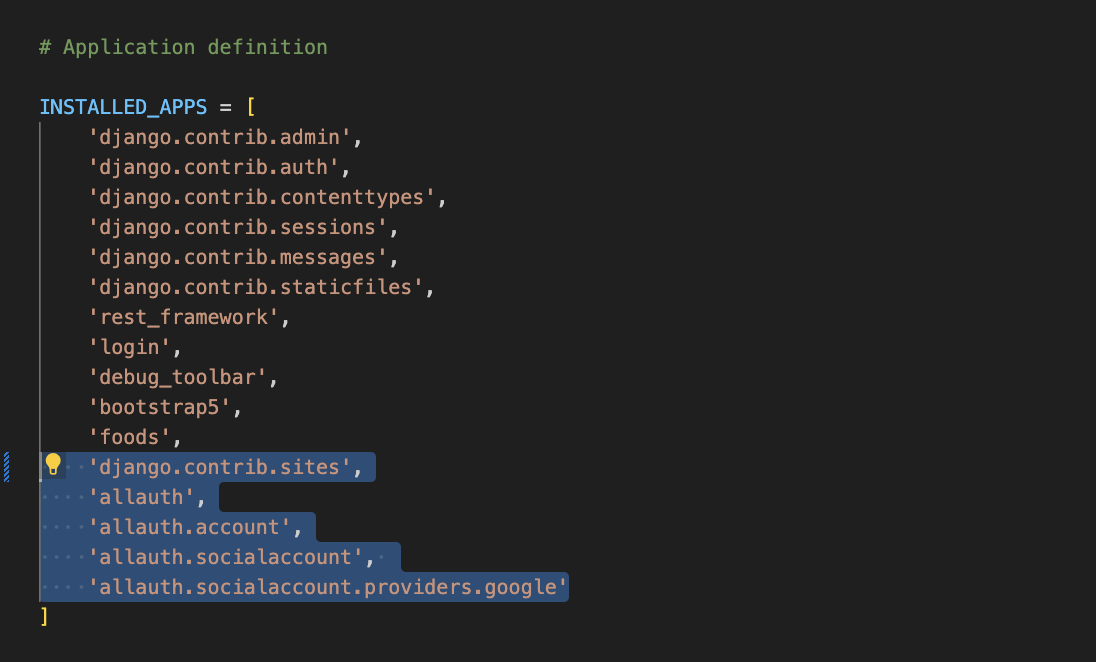 # Application definition
INSTALLED_APPS = [
    'django.contrib.admin',
    'django.contrib.auth',
    'django.contrib.contenttypes',
    'django.contrib.sessions',
    'django.contrib.messages',
    'django.contrib.staticfiles',
    'rest_framework',
    'login',
    'debug_toolbar',
    'bootstrap5',
    'foods',
    'django.contrib.sites',
    'allauth',
    'allauth.account',
    'allauth.socialaccount',
    'allauth.socialaccount.providers.google'
]